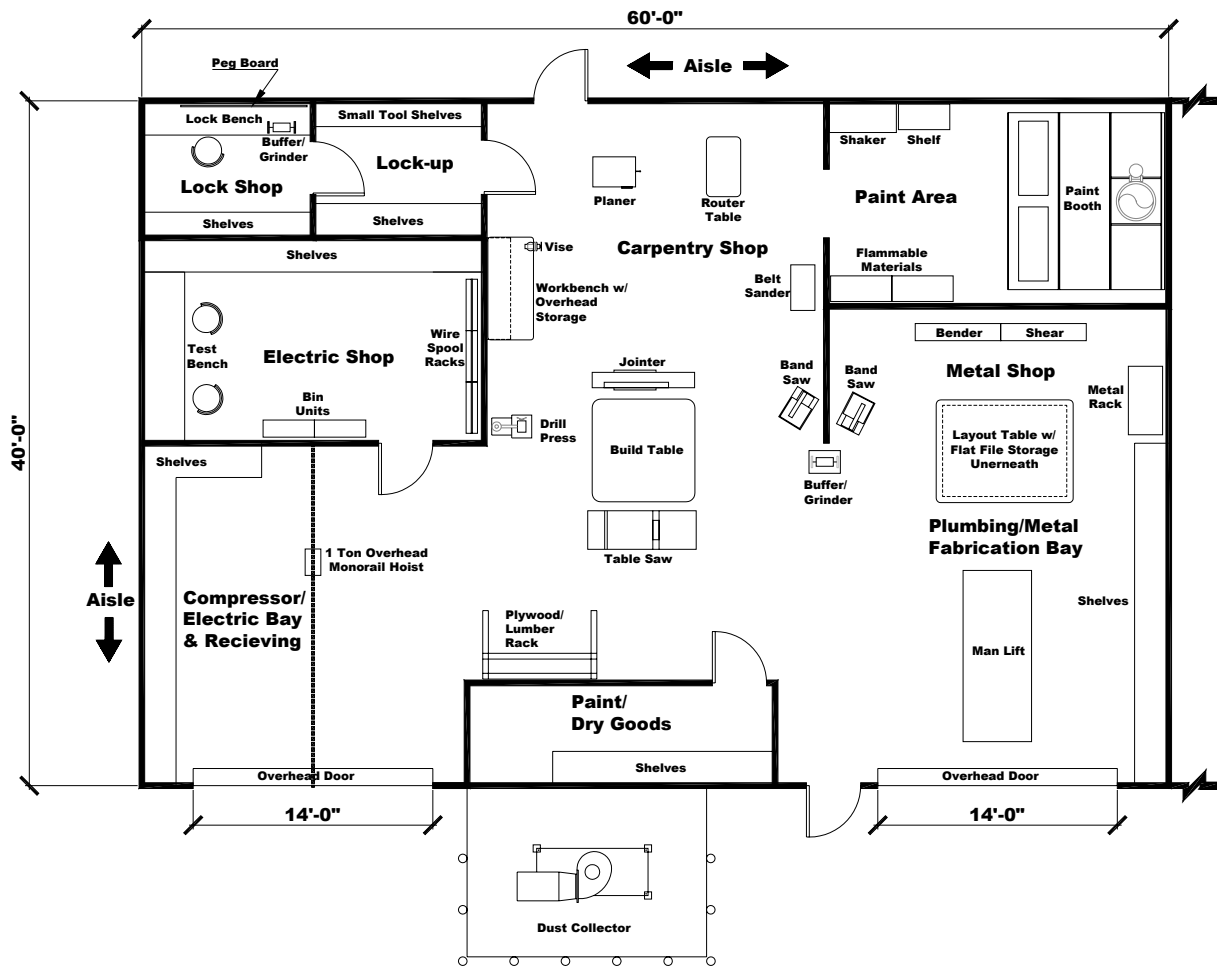 60'-0"
Aisle
Peg Board
Lock Bench
Buffer/
Grinder
Lock Shop
Shelves
Small Tool Shelves
Lock-up
Shelves
Planer
Router
Table
Carpentry Shop
Shaker
Shelf
Paint Area
Paint
Booth
Flammable
Materials
Vise
Workbench w/
Overhead
Storage
Belt
Sander
Shelves
Test
Bench
Electric Shop
Wire
Spool
Racks
Bin
Units
Jointer
Band
Saw
Band
Saw
Bender
Shear
Metal Shop
Metal
Rack
Layout Table w/
Flat File Storage
Unerneath
Drill
Press
Build Table
Buffer/
Grinder
40'-0"
Shelves
1 Ton Overhead
Monorail Hoist
Table Saw
Plumbing/Metal
Fabrication Bay
Aisle
Compressor/
Electric Bay
& Recieving
Plywood/
Lumber
Rack
Shelves
Man Lift
Paint/
Dry Goods
Shelves
Overhead Door
Overhead Door
14'-0"
14'-0"
Dust Collector